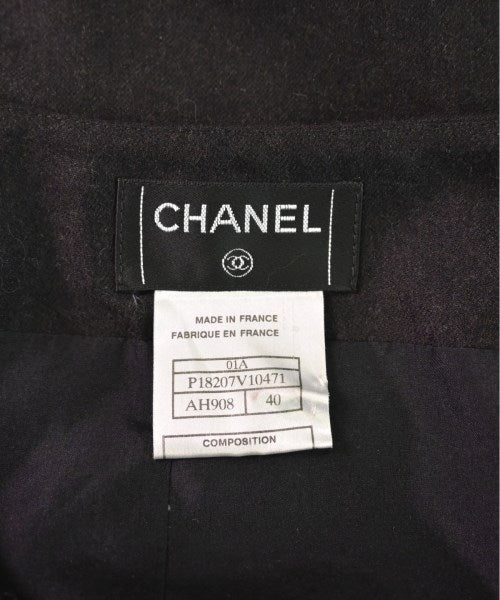 CHANEL
MADE IN FRANCE
FABRIQUE EN FRANCE
01A
P18207V10471
AH908 40
COMPOSITION